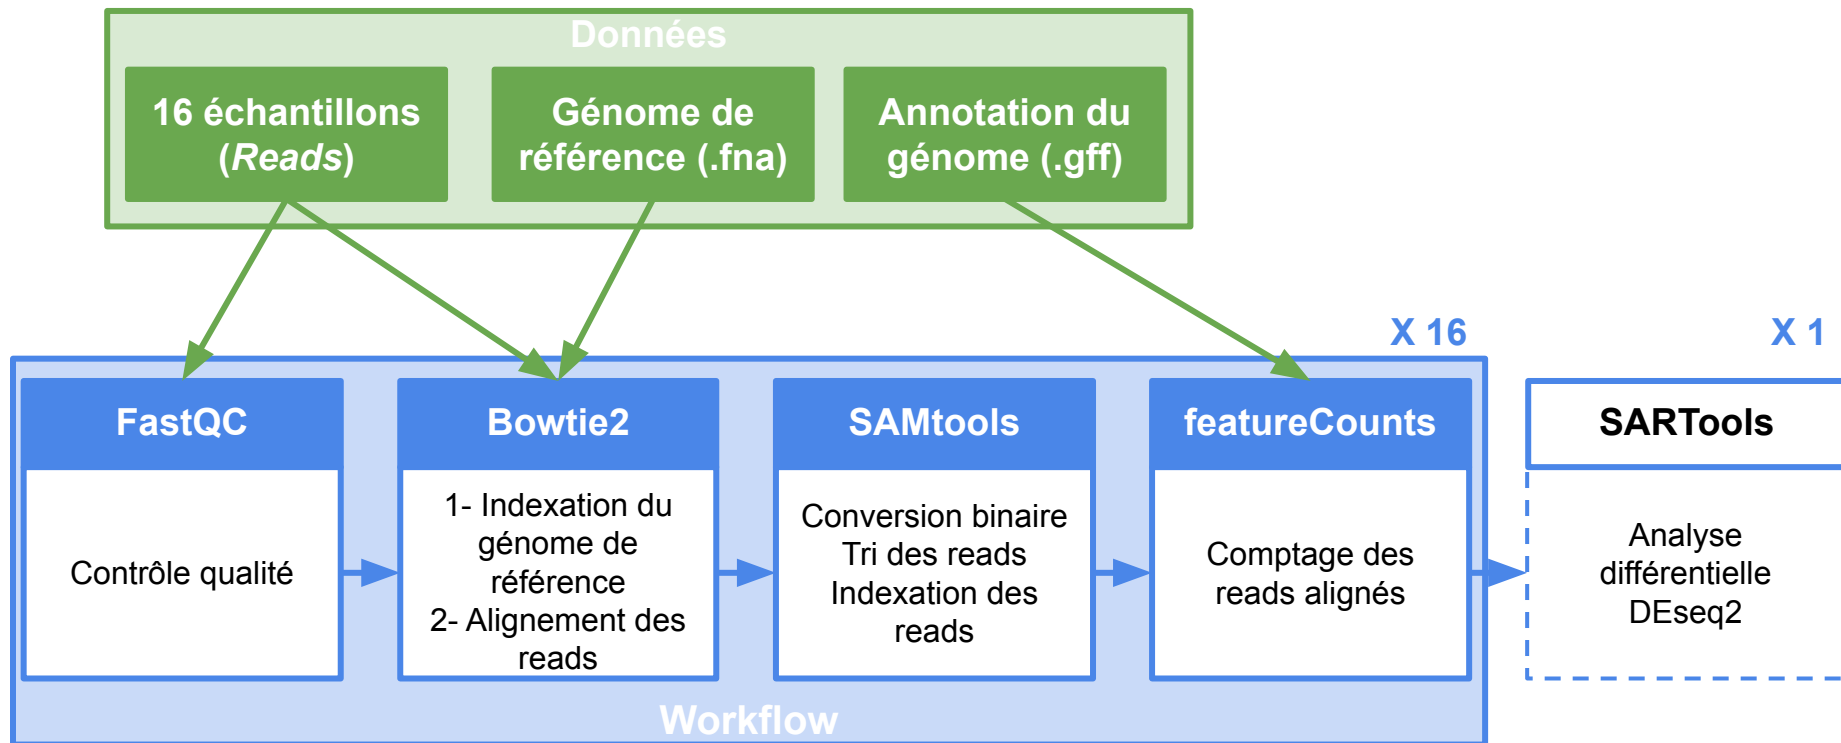 Données
16 échantillons
(Reads)
Génome de
référence (.fna)
Annotation du
génome (.gff)
X 16
X 1
FastQC
Contrôle qualité
Bowtie2
1- Indexation du
génome de
référence
2- Alignement des
reads
SAMtools
Conversion binaire
Tri des reads
Indexation des
reads
featureCounts
Comptage des
reads alignés
SARTools
Analyse
différentielle
DEseq2
Workflow